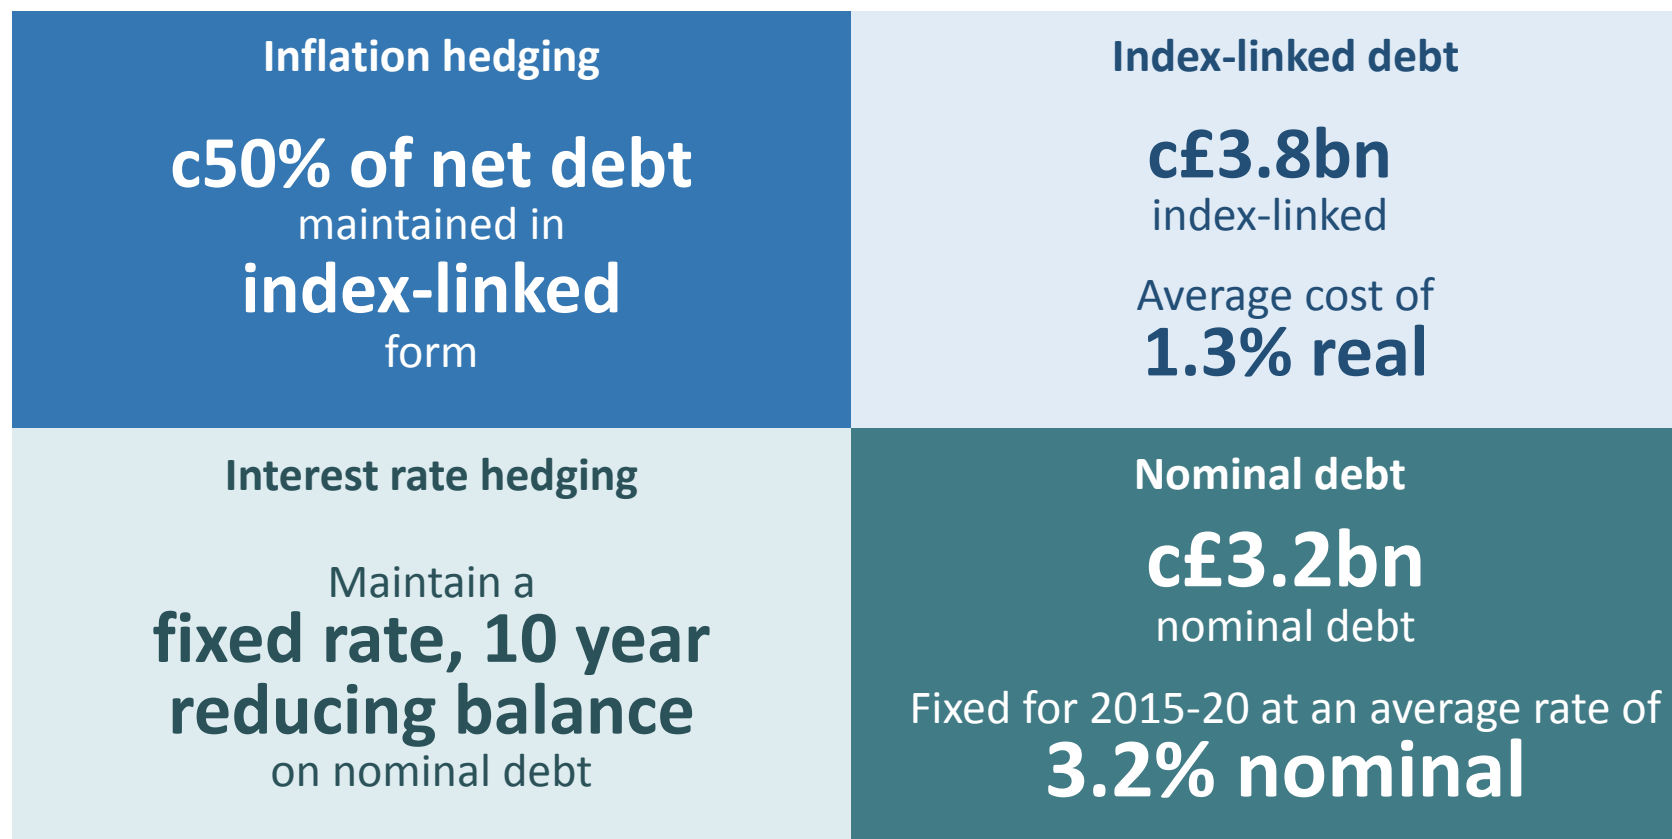 Inflation hedging
c50% of net debt
maintained in
index-linked
form
Index-linked debt
c£3.8bn
index-linked
Average cost of
1.3% real
Interest rate hedging
Maintain a
fixed rate, 10 year
reducing balance
on nominal debt
Nominal debt
c£3.2bn
nominal debt
Fixed for 2015-20 at an average rate of
3.2% nominal